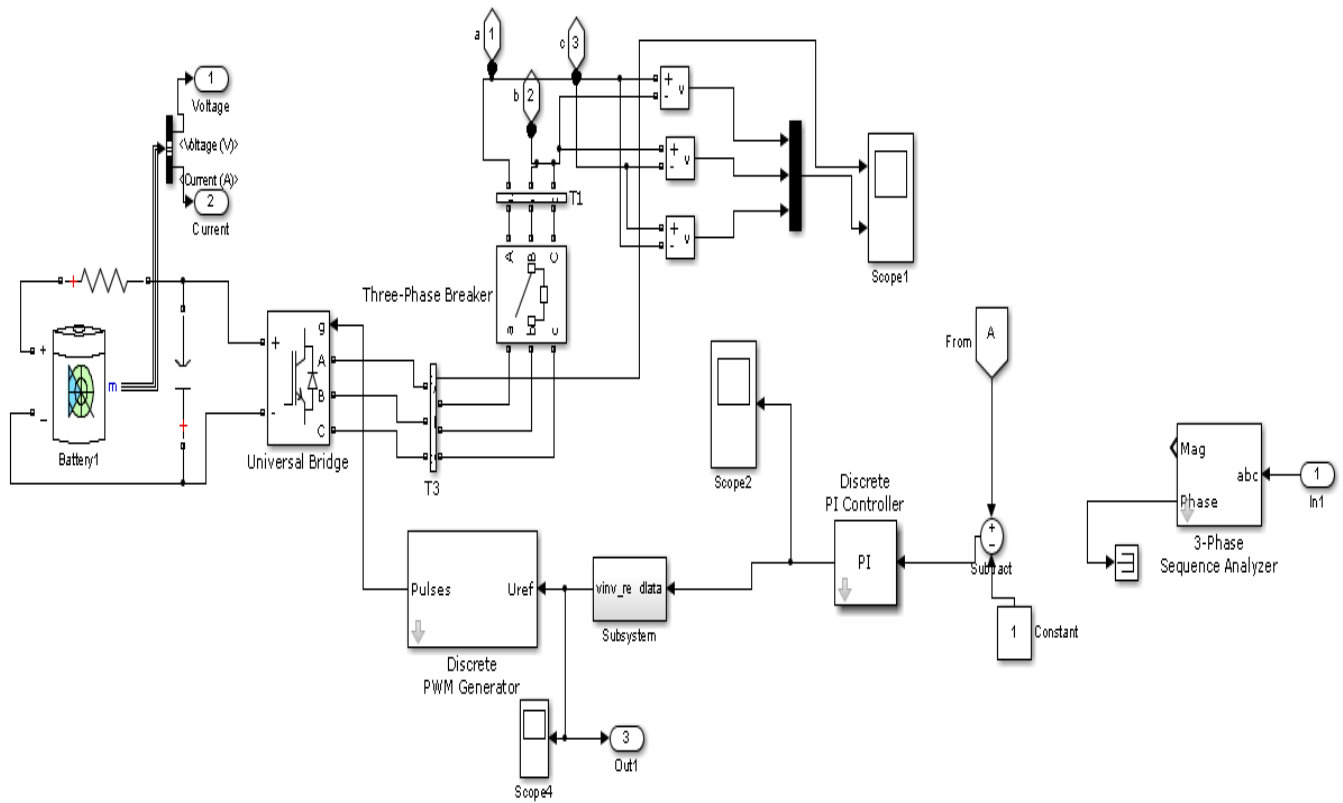 a 1
c 3
b 2
1
Voltage
<Voltage (V)>
<Current (A)>
2
Current
+ - v
+ - v
+ - v
T1
Scope1
A B C
Three-Phase Breaker
a b c
+
-
m
Battery1
g
+
A
B
-
C
Universal Bridge
T3
From
A
Scope2
Mag
abc
Phase
1
In1
3-Phase
Sequence Analyzer
Discrete
PI Controller
PI
+
-
Subtract
1
Constant
Pulses
Uref
Discrete
PWM Generator
vinv_re dlata
Subsystem
Scope4
3
Out1